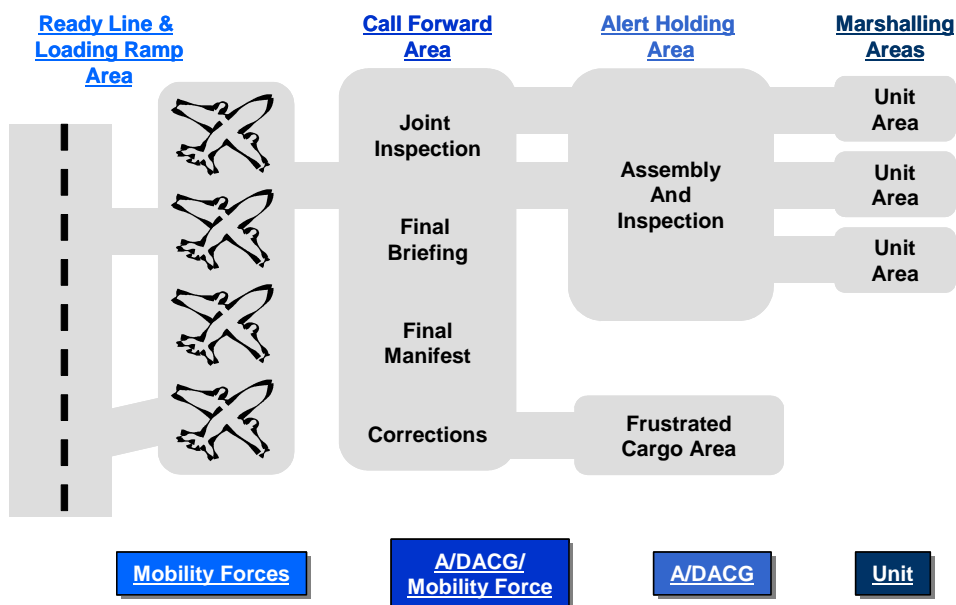 Ready Line &
Loading Ramp
Area
Call Forward
Area
Alert Holding
Area
Marshalling
Areas
Joint
Inspection
Final
Briefing
Final
Manifest
Corrections
Assembly
And
Inspection
Frustrated
Cargo Area
Unit
Area
Unit
Area
Unit
Area
Mobility Forces
A/DACG/
Mobility Force
A/DACG
Unit